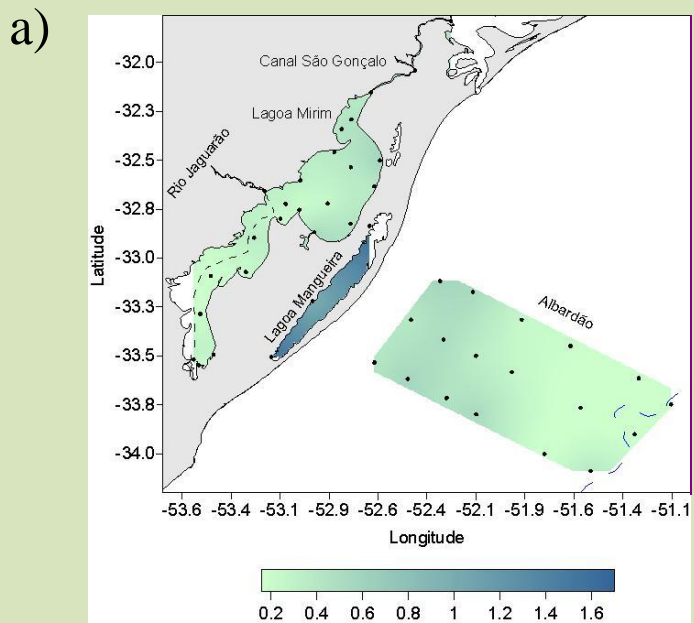 a)
Canal São Gonçalo
Lagoa Mirim
Rio Jaguarão
Lagoa Mangueira
Albardão
Latitude
-32.0
-32.3
-32.5
-32.8
-33.0
-33.3
-33.5
-33.8
-34.0
-53.6 -53.4 -53.1 -52.9 -52.6 -52.4 -52.1 -51.9 -51.6 -51.4 -51.1
Longitude
0.2 0.4 0.6 0.8 1 1.2 1.4 1.6